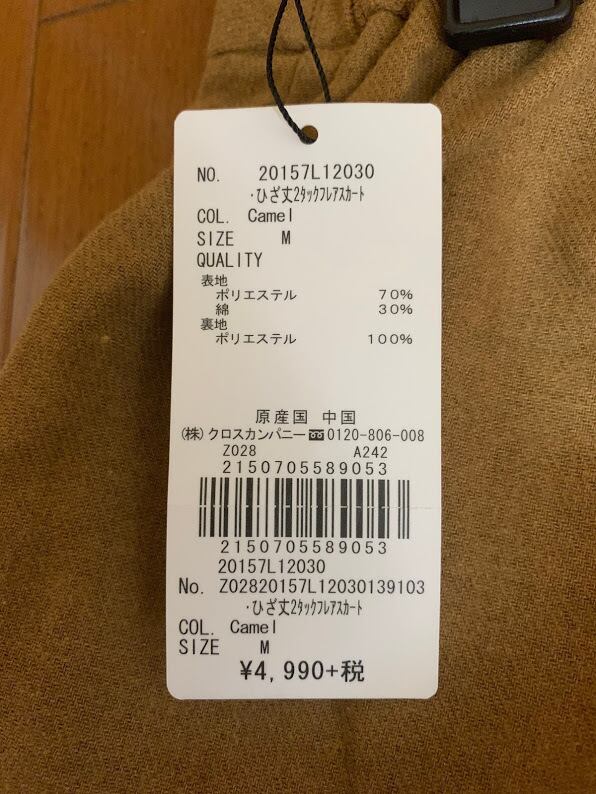 NO. 20157L12030
・ひざ丈2タックフレアスカート
COL. Camel
SIZE M
QUALITY
表地
ポリエステル 70%
綿 30%
裏地
ポリエステル 100%
原産国 中国
(株)クロスカンパニー 0120-806-008
Z028 A242
2150705589053
2150705589053
20157L12030
No. Z02820157L12030139103
・ひざ丈2タックフレアスカート
COL. Camel
SIZE M
¥4,990+税